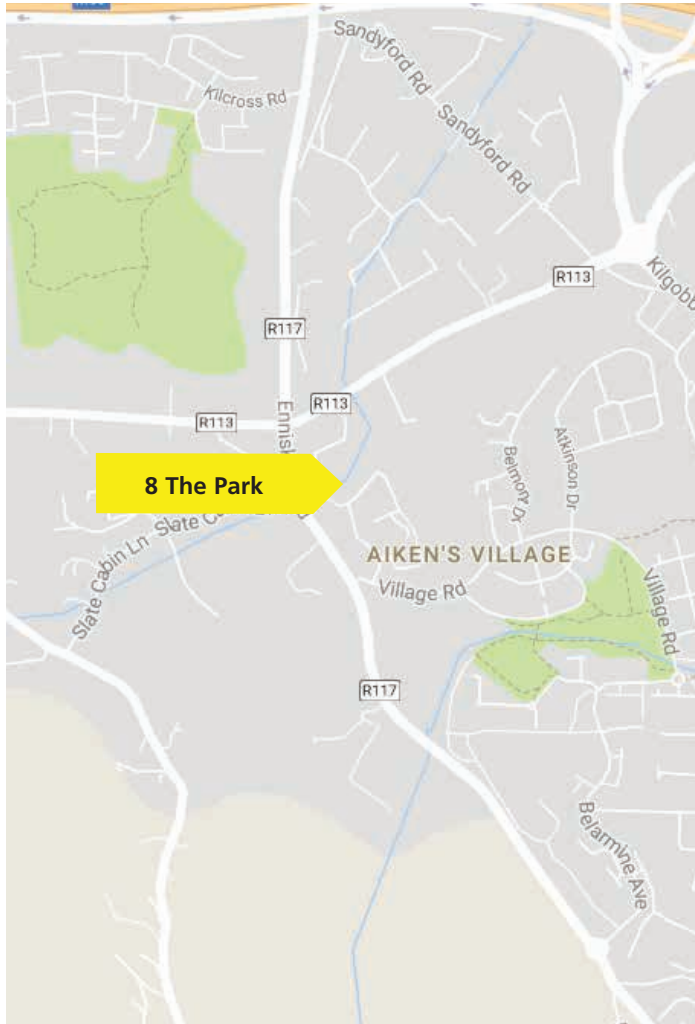 Sandyford Rd
Kilcross Rd
Sandyford Rd
R113
Kilgobb
R117
R113
R113
Ennisk
Belmont Dr
Atkinson Dr
8 The Park
Slate Cabin Ln
Slate
AIKEN'S VILLAGE
Village Rd
Village Rd
R117
Belarmine Ave